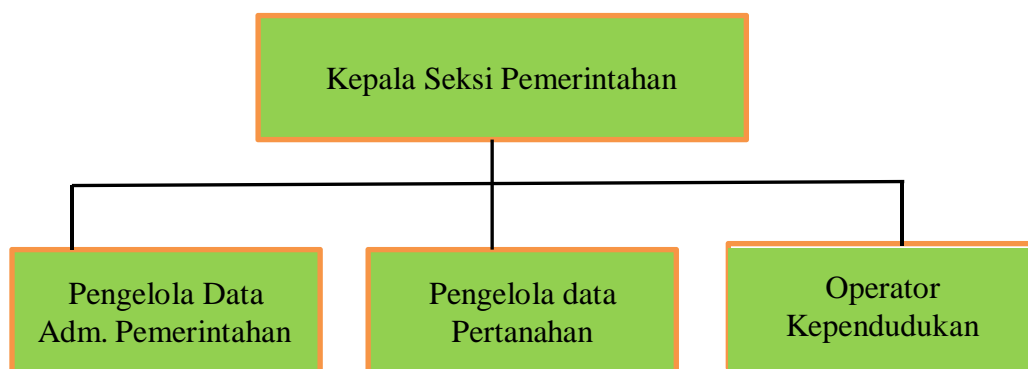 Kepala Seksi Pemerintahan
Pengelola Data
Adm. Pemerintahan
Pengelola data
Pertanahan
Operator
Kependudukan